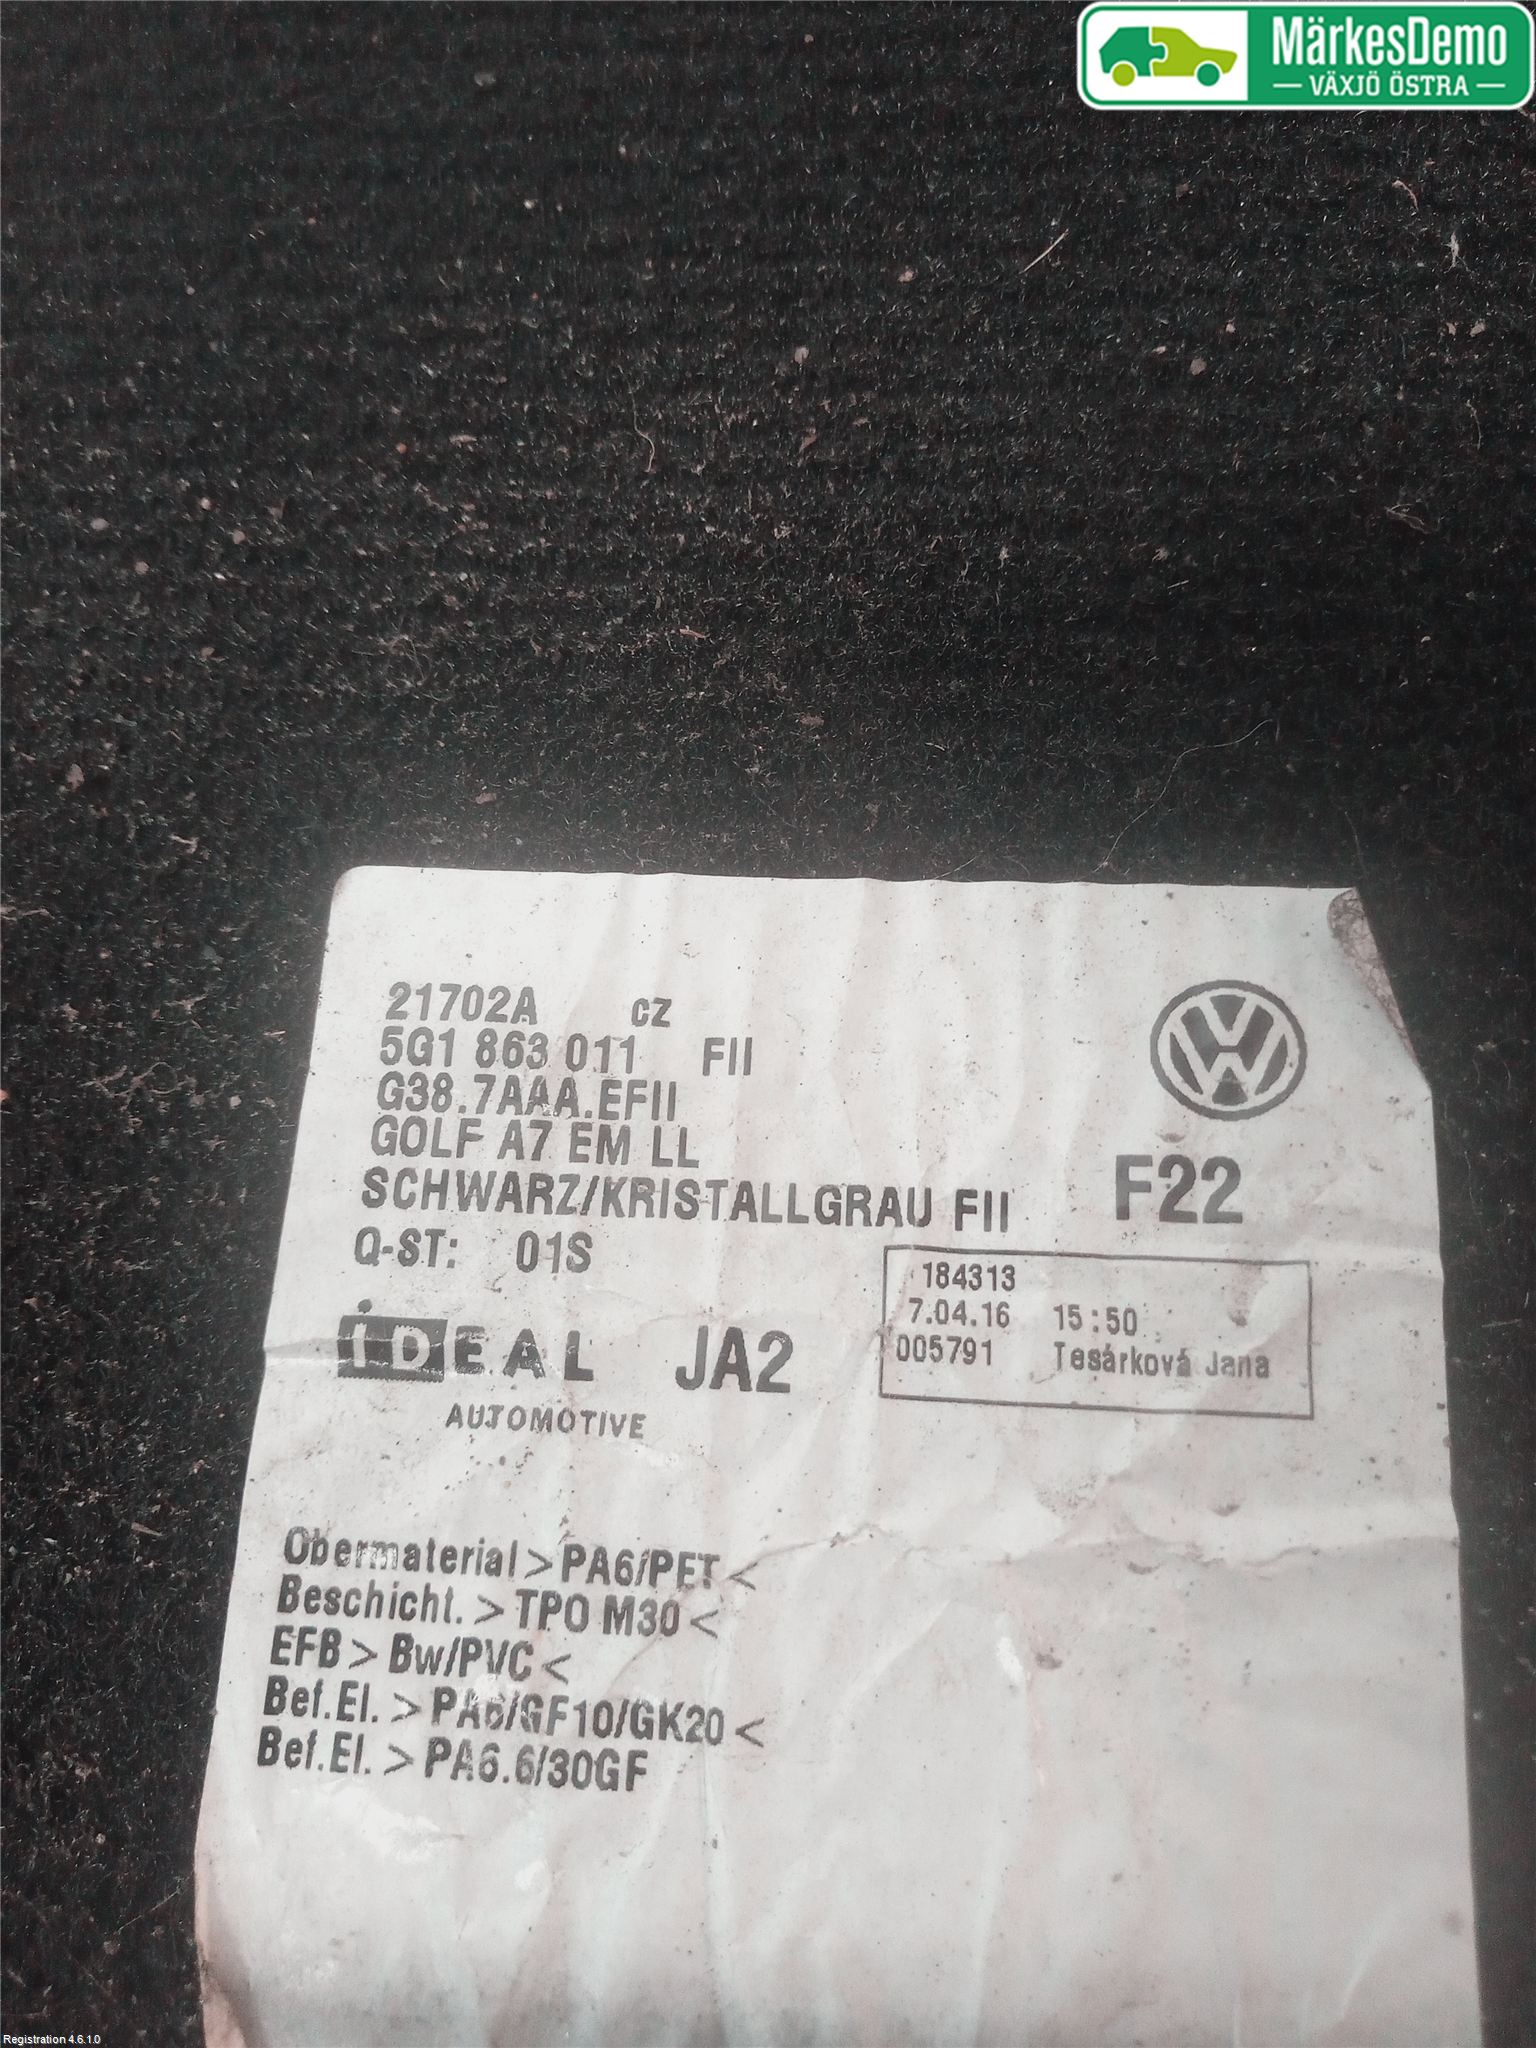 MärkesDemo
VÄXJÖ ÖSTRA
21702A CZ
5G1 863 011 FII
G38.7AAA.EFII
GOLF A7 EM LL
SCHWARZ/KRISTALLGRAU FII
Q-ST: 01S
F22
184313
7.04.16 15:50
005791 Tesárková Jana
iDEAL JA2
AUTOMOTIVE
Obermaterial > PA6/PET <
Beschicht. > TPO M30 <
EFB > Bw/PVC <
Bef.El. > PA6/GF10/GK20 <
Bef.El. > PA6.6/30GF
Registration 4.6.1.0